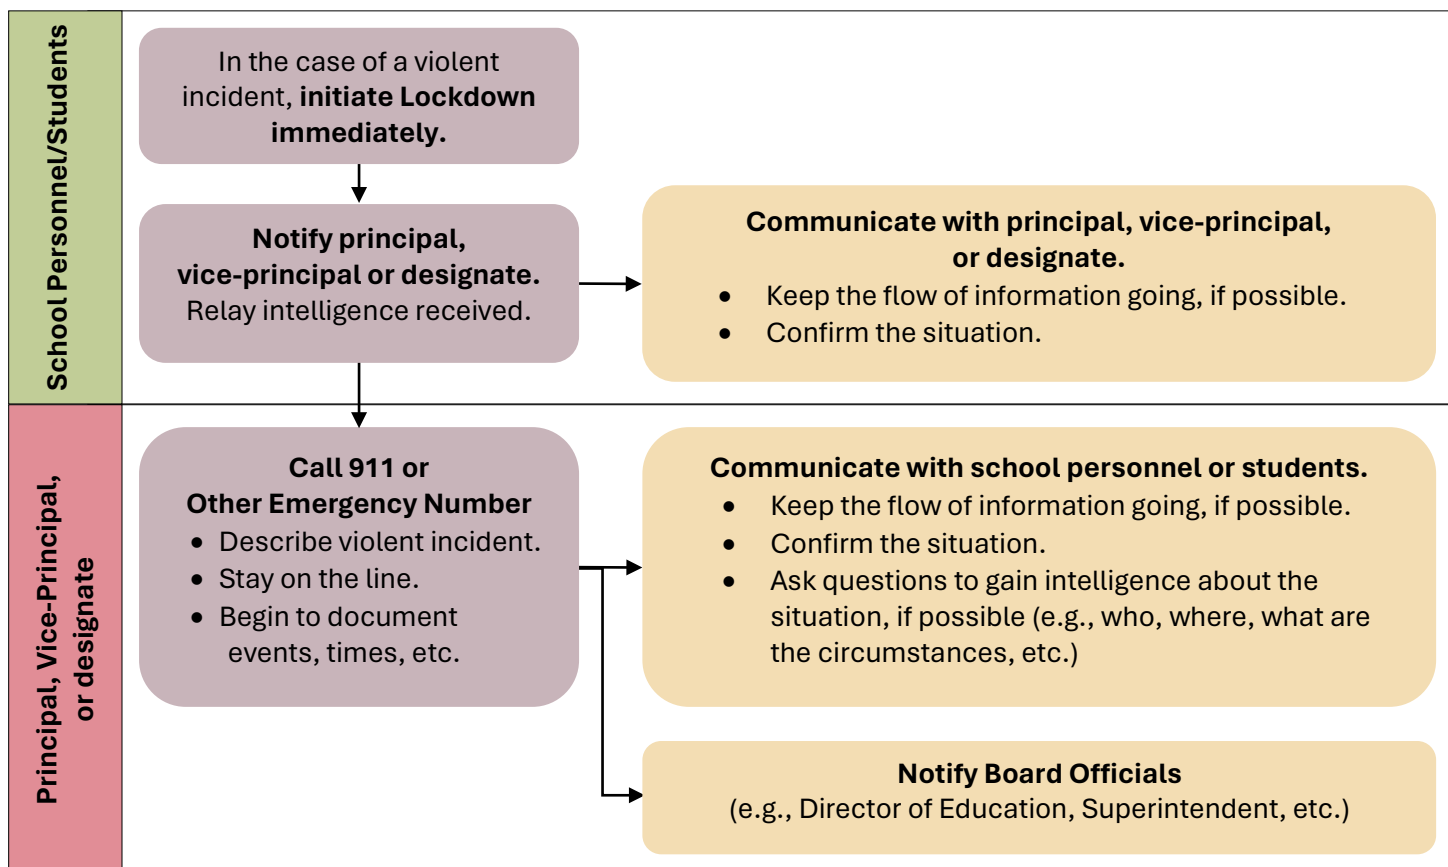 School Personnel/Students
In the case of a violent
incident, initiate Lockdown
immediately.
Notify principal,
vice-principal or designate.
Relay intelligence received.
Communicate with principal, vice-principal,
or designate.
• Keep the flow of information going, if possible.
• Confirm the situation.
Principal, Vice-Principal,
or designate
Call 911 or
Other Emergency Number
• Describe violent incident.
• Stay on the line.
• Begin to document
events, times, etc.
Communicate with school personnel or students.
• Keep the flow of information going, if possible.
• Confirm the situation.
• Ask questions to gain intelligence about the
situation, if possible (e.g., who, where, what are
the circumstances, etc.)
Notify Board Officials
(e.g., Director of Education, Superintendent, etc.)